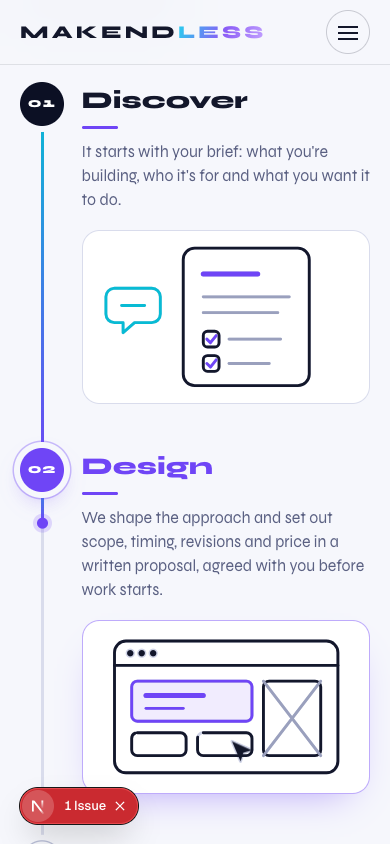 MAKENDLESS
01 Discover
It starts with your brief: what you're
building, who it's for and what you want it
to do.
02 Design
We shape the approach and set out
scope, timing, revisions and price in a
written proposal, agreed with you before
work starts.
N 1 Issue